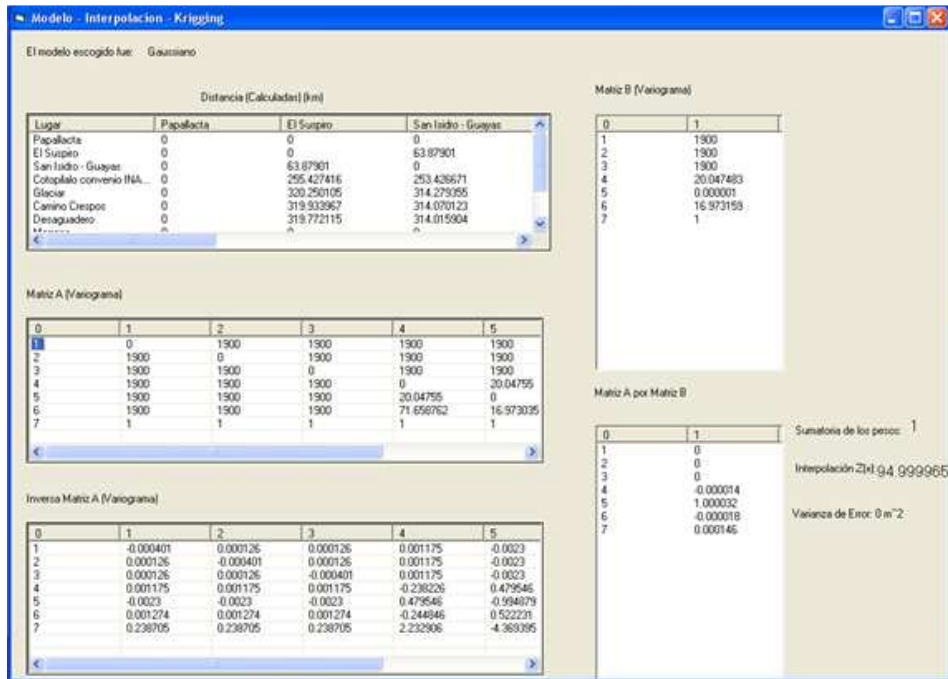 Modelo - Interpolacion - Krigging
El modelo escogido fue: Gaussiano
Distancia (Calculadas) (km)
Lugar Papallacta El Suspiro San Isidro - Guayas
Papallacta 0 0 0
El Suspiro 0 0 63.87901
San Isidro - Guayas 0 63.87901 0
Cotopilalo convenio INA... 0 255.427416 253.426671
Glaciar 0 320.250105 314.279355
Camino Crespos 0 319.933967 314.070123
Desaguadero 0 319.772115 314.015904
Matriz B (Variograma)
0 1
1 1900
2 1900
3 1900
4 20.047483
5 0.000001
6 16.973159
7 1
Matriz A (Variograma)
0 1 2 3 4 5
1 0 1900 1900 1900 1900
2 1900 0 1900 1900 1900
3 1900 1900 0 1900 1900
4 1900 1900 1900 0 20.04755
5 1900 1900 1900 20.04755 0
6 1900 1900 1900 71.658762 16.973035
7 1 1 1 1 1
Inversa Matriz A (Variograma)
0 1 2 3 4 5
1 -0.000401 0.000126 0.000126 0.001175 -0.0023
2 0.000126 -0.000401 0.000126 0.001175 -0.0023
3 0.000126 0.000126 -0.000401 0.001175 -0.0023
4 0.001175 0.001175 0.001175 -0.238226 0.479546
5 -0.0023 -0.0023 -0.0023 0.479546 -0.994879
6 0.001274 0.001274 0.001274 -0.244846 0.522231
7 0.238705 0.238705 0.238705 2.232906 -4.369395
Matriz A por Matriz B
0 1
1 0
2 0
3 0
4 -0.000014
5 1.000032
6 -0.000018
7 0.000146
Sumatoria de los pesos: 1
Interpolación Z(x): 94.999965
Varianza de Error: 0 m^2